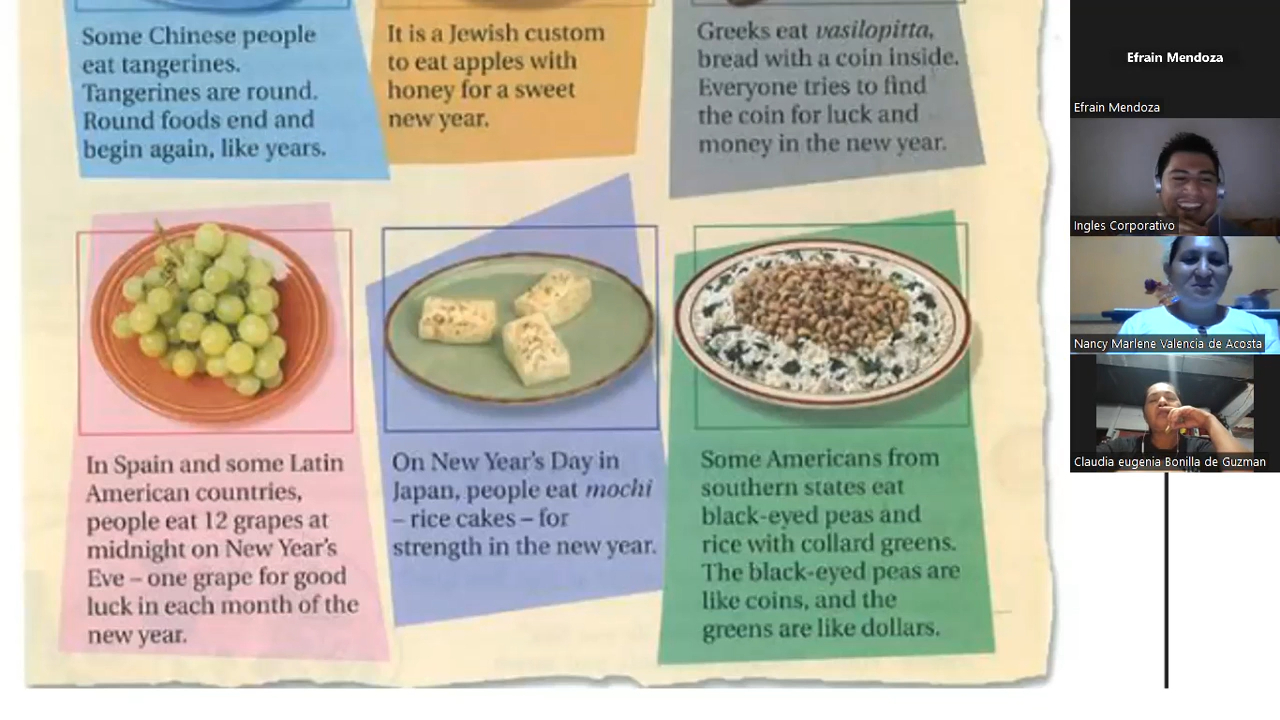 Some Chinese people
eat tangerines.
Tangerines are round.
Round foods end and
begin again, like years.
It is a Jewish custom
to eat apples with
honey for a sweet
new year.
Greeks eat vasilopitta,
bread with a coin inside.
Everyone tries to find
the coin for luck and
money in the new year.
In Spain and some Latin
American countries,
people eat 12 grapes at
midnight on New Year's
Eve – one grape for good
luck in each month of the
new year.
On New Year's Day in
Japan, people eat mochi
– rice cakes – for
strength in the new year.
Some Americans from
southern states eat
black-eyed peas and
rice with collard greens.
The black-eyed peas are
like coins, and the
greens are like dollars.
Efrain Mendoza
Efrain Mendoza
Ingles Corporativo
Nancy Marlene Valencia de Acosta
Claudia eugenia Bonilla de Guzman